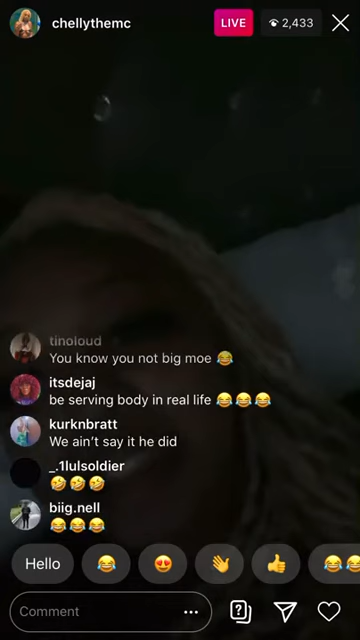 chellythemc
LIVE
2,433
tinoloud
You know you not big moe 😂
itsdejaj
be serving body in real life 😂😂😂
kurknbratt
We ain't say it he did
_.1lulsoldier
🤣🤣🤣
biig.nell
😂😂😂
Hello 😂 😍 👋 👍 😂😂
Comment